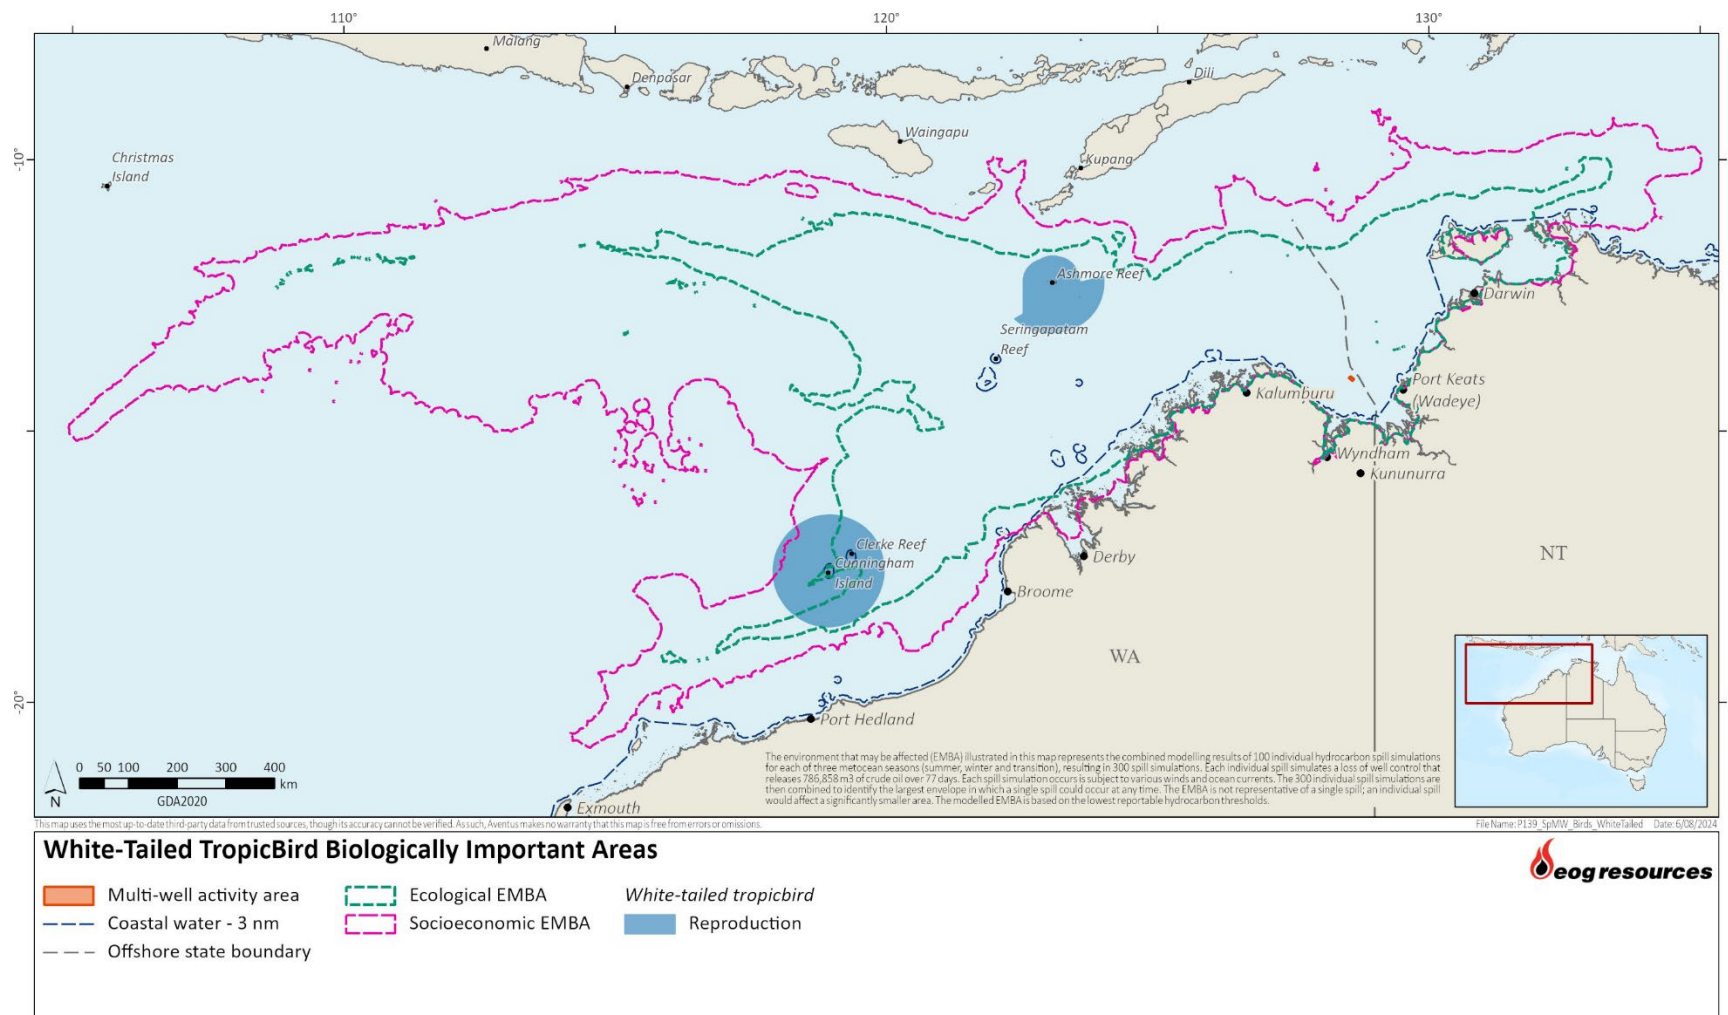 110°
120°
130°
Malang
Denpasar
Dili
Waingapu
-10°
Christmas
Island
Kupang
Ashmore Reef
Darwin
Seringapatam
Reef
Port Keats
(Wadeye)
Kalumburu
Wyndham
Kununurra
Clerke Reef
Cunningham
Island
Derby
NT
Broome
WA
-20°
Port Hedland
0 50 100 200 300 400
km
N
GDA2020
Exmouth
The environment that may be affected (EMBA) illustrated in this map represents the combined modelling results of 100 individual hydrocarbon spill simulations
for each of three metocean seasons (summer, winter and transition), resulting in 300 spill simulations. Each individual spill simulates a loss of well control that
releases 786,858 m3 of crude oil over 77 days. Each spill simulation occurs is subject to various winds and ocean currents. The 300 individual spill simulations are
then combined to identify the largest envelope in which a single spill could occur at any time. The EMBA is not representative of a single spill; an individual spill
would affect a significantly smaller area. The modelled EMBA is based on the lowest reportable hydrocarbon thresholds.
This map uses the most up-to-date third-party data from trusted sources, though its accuracy cannot be verified. As such, Aventus makes no warranty that this map is free from errors or omissions.
File Name: P139_SpMW_Birds_WhiteTailed Date: 6/08/2024
White-Tailed TropicBird Biologically Important Areas
eog resources
Multi-well activity area
Ecological EMBA
White-tailed tropicbird
Coastal water - 3 nm
Socioeconomic EMBA
Reproduction
Offshore state boundary